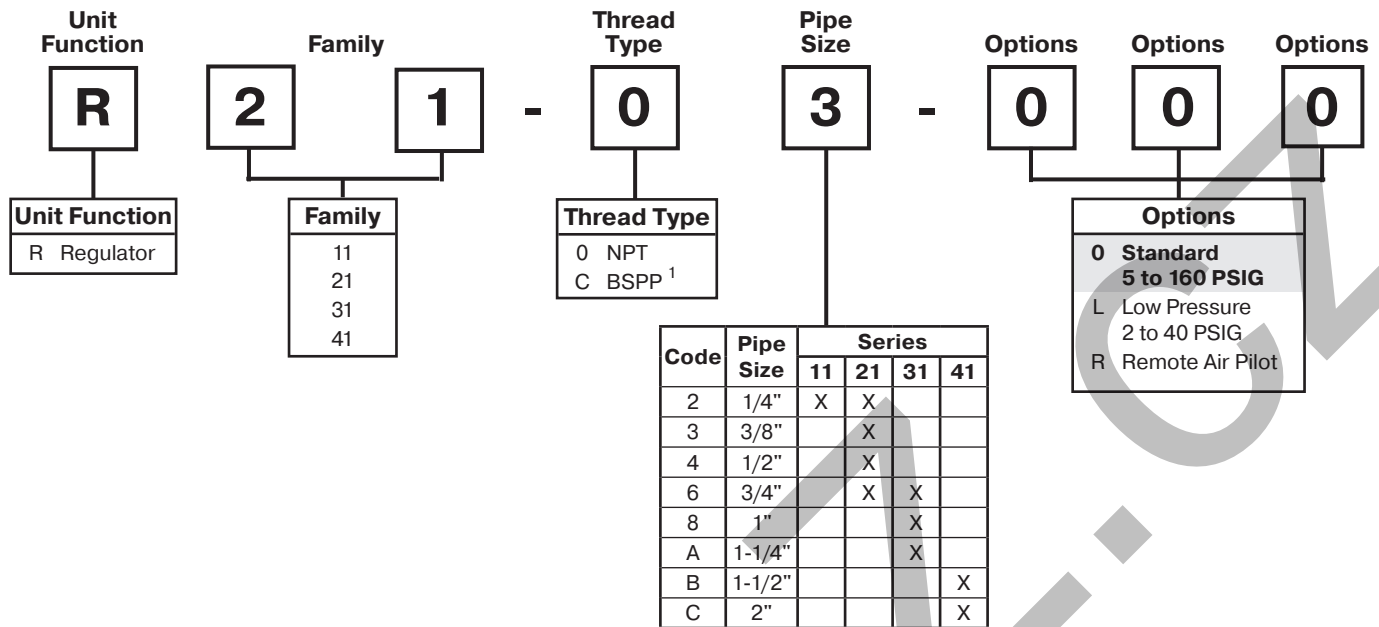 Unit Function Family Thread Type Pipe Size Options Options Options
R 2 1 - 0 3 - 0 0 0
Unit Function
R Regulator
Family
11
21
31
41
Thread Type
0 NPT
C BSPP 1
Options
0 Standard
5 to 160 PSIG
L Low Pressure
2 to 40 PSIG
R Remote Air Pilot
Code Pipe Size Series
11 21 31 41
2 1/4" X X
3 3/8" X
4 1/2" X
6 3/4" X X
8 1" X
A 1-1/4" X
B 1-1/2" X
C 2" X